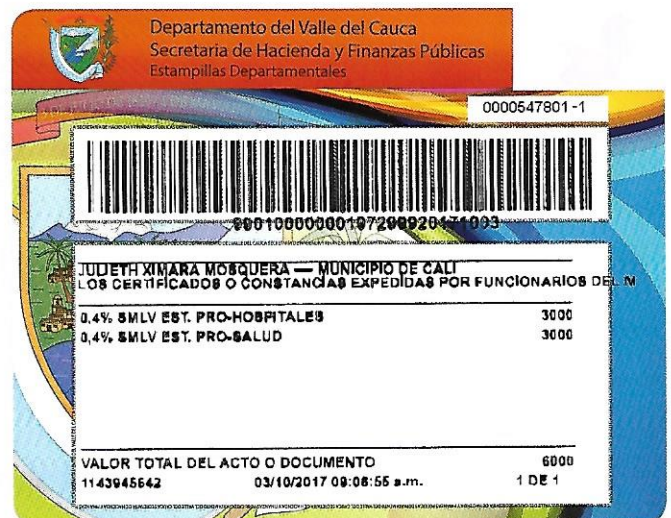 Departamento del Valle del Cauca
Secretaria de Hacienda y Finanzas Públicas
Estampillas Departamentales
0000547801 -1
JULIETH XIMARA MOSQUERA — MUNICIPIO DE CALI
LOS CERTIFICADOS O CONSTANCIAS EXPEDIDAS POR FUNCIONARIOS DEL M
0,4% SMLV EST. PRO-HOSPITALES 3000
0,4% SMLV EST. PRO-SALUD 3000
VALOR TOTAL DEL ACTO O DOCUMENTO 6000
1143945642 03/10/2017 09:06:55 a.m. 1 DE 1